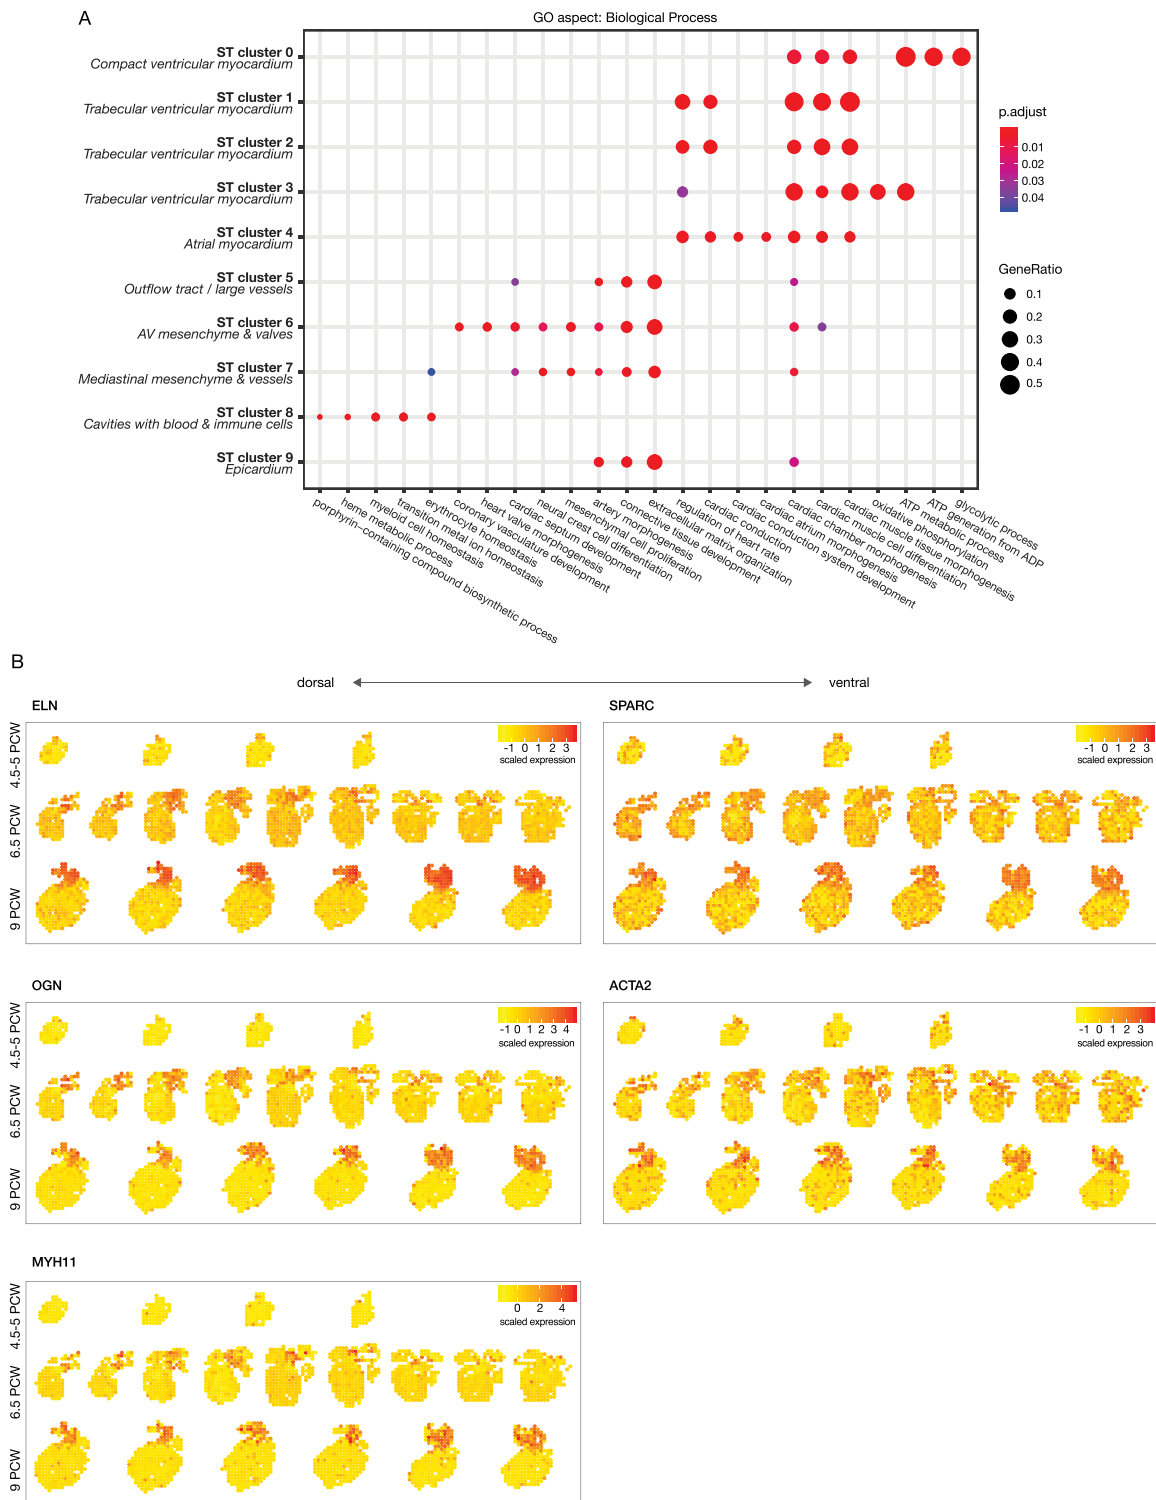 A
GO aspect: Biological Process
ST cluster 0
Compact ventricular myocardium
ST cluster 1
Trabecular ventricular myocardium
ST cluster 2
Trabecular ventricular myocardium
ST cluster 3
Trabecular ventricular myocardium
ST cluster 4
Atrial myocardium
ST cluster 5
Outflow tract / large vessels
ST cluster 6
AV mesenchyme & valves
ST cluster 7
Mediastinal mesenchyme & vessels
ST cluster 8
Cavities with blood & immune cells
ST cluster 9
Epicardium
p.adjust
0.01
0.02
0.03
0.04
GeneRatio
0.1
0.2
0.3
0.4
0.5
porphyrin-containing compound biosynthetic process
heme metabolic process
myeloid cell homeostasis
transition metal ion homeostasis
erythrocyte homeostasis
coronary vasculature development
heart valve morphogenesis
cardiac septum development
neural crest cell differentiation
mesenchymal cell proliferation
artery morphogenesis
connective tissue development
extracellular matrix organization
regulation of heart rate
cardiac conduction
cardiac conduction system development
cardiac atrium morphogenesis
cardiac chamber morphogenesis
cardiac muscle cell differentiation
cardiac muscle tissue morphogenesis
oxidative phosphorylation
ATP metabolic process
ATP generation from ADP
glycolytic process
B
dorsal
ventral
ELN
4.5-5 PCW
6.5 PCW
9 PCW
-1 0 1 2 3
scaled expression
SPARC
-1 0 1 2 3
scaled expression
OGN
4.5-5 PCW
6.5 PCW
9 PCW
-1 0 1 2 3 4
scaled expression
ACTA2
-1 0 1 2 3
scaled expression
MYH11
4.5-5 PCW
6.5 PCW
9 PCW
0 2 4
scaled expression